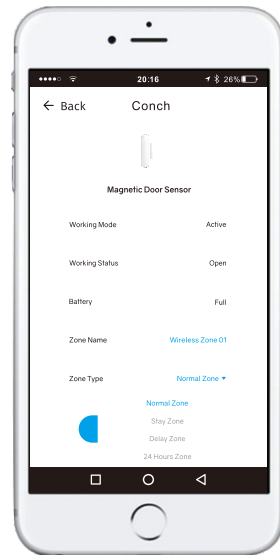 20:16 26%
← Back Conch
Magnetic Door Sensor
Working Mode Active
Working Status Open
Battery Full
Zone Name Wireless Zone 01
Zone Type Normal Zone ▼
Normal Zone
Stay Zone
Delay Zone
24 Hours Zone